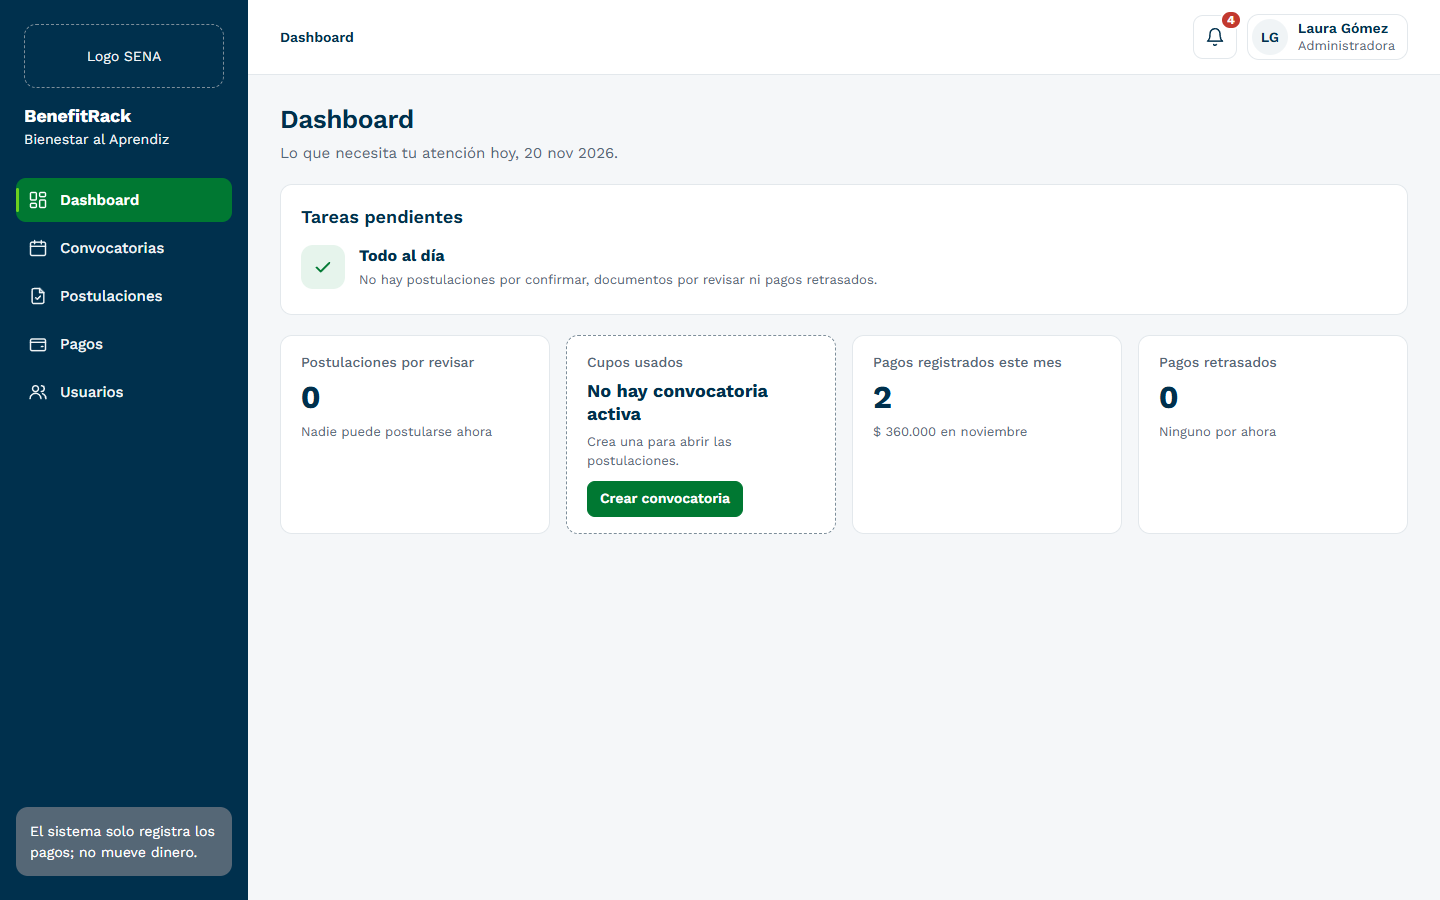 Logo SENA
BenefitRack
Bienestar al Aprendiz
Dashboard
Convocatorias
Postulaciones
Pagos
Usuarios
El sistema solo registra los
pagos; no mueve dinero.
Dashboard
4
LG
Laura Gómez
Administradora
Dashboard
Lo que necesita tu atención hoy, 20 nov 2026.
Tareas pendientes
Todo al día
No hay postulaciones por confirmar, documentos por revisar ni pagos retrasados.
Postulaciones por revisar
0
Nadie puede postularse ahora
Cupos usados
No hay convocatoria
activa
Crea una para abrir las
postulaciones.
Crear convocatoria
Pagos registrados este mes
2
$ 360.000 en noviembre
Pagos retrasados
0
Ninguno por ahora